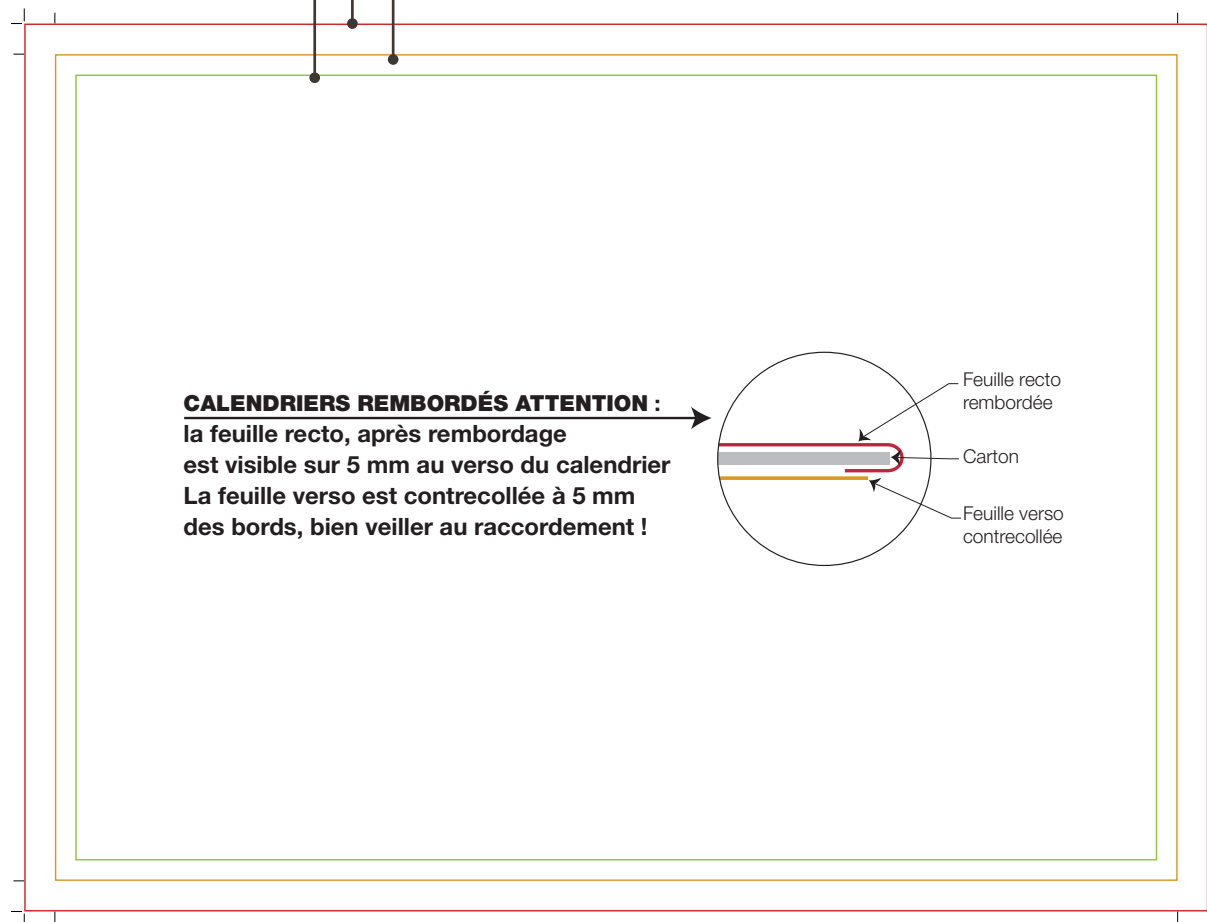 CALENDRIERS REMBORDÉS ATTENTION :
la feuille recto, après rembordage
est visible sur 5 mm au verso du calendrier
La feuille verso est contrecollée à 5 mm
des bords, bien veiller au raccordement !
Feuille recto
rembordée
Carton
Feuille verso
contrecollée